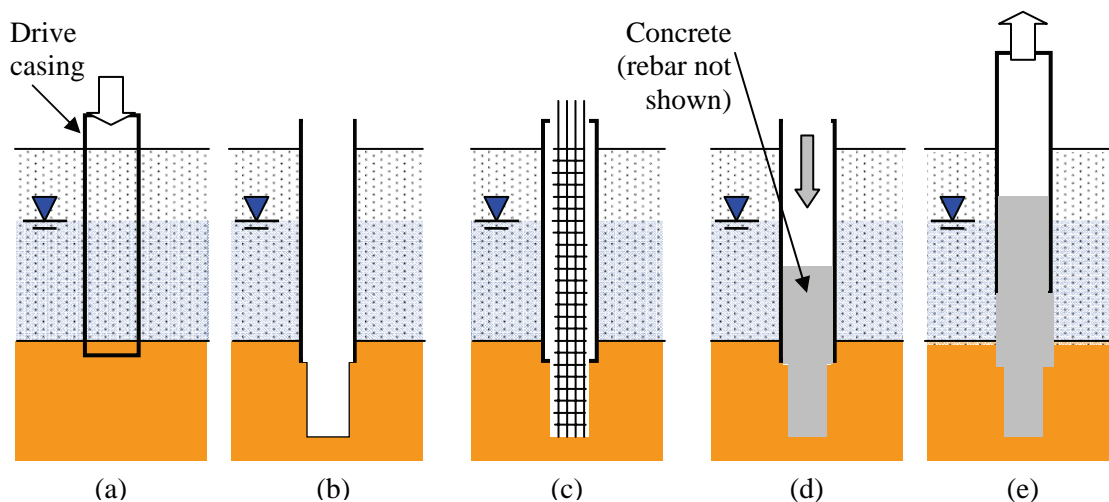 Drive
casing
Concrete
(rebar not
shown)
(a)
(b)
(c)
(d)
(e)